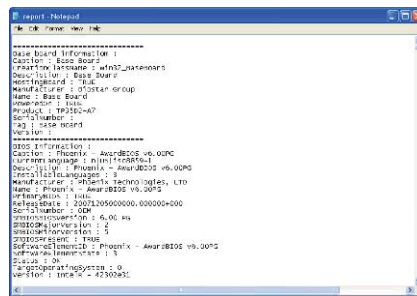 report - Notepad
File Edit Format View Help
==============================
Base board information :
Caption : Base Board
CreationClassName : Win32_BaseBoard
Description : Base Board
HostingBoard : TRUE
Manufacturer : Biostar Group
Name : Base Board
PoweredOn : TRUE
Product : TP35D2-A7
SerialNumber :
Tag : Base Board
Version :
==============================
BIOS Information :
Caption : Phoenix - AwardBIOS v6.00PG
CurrentLanguage : n|US|iso8859-1
Description : Phoenix - AwardBIOS v6.00PG
InstallableLanguages : 3
Manufacturer : Phoenix Technologies, LTD
Name : Phoenix - AwardBIOS v6.00PG
PrimaryBIOS : TRUE
ReleaseDate : 20071205000000.000000+000
SerialNumber : OEM
SMBIOSBIOSVersion : 6.00 PG
SMBIOSMajorVersion : 2
SMBIOSMinorVersion : 5
SMBIOSPresent : TRUE
SoftwareElementID : Phoenix - AwardBIOS v6.00PG
SoftwareElementState : 3
Status : OK
TargetOperatingSystem : 0
Version : IntelR - 42302e31